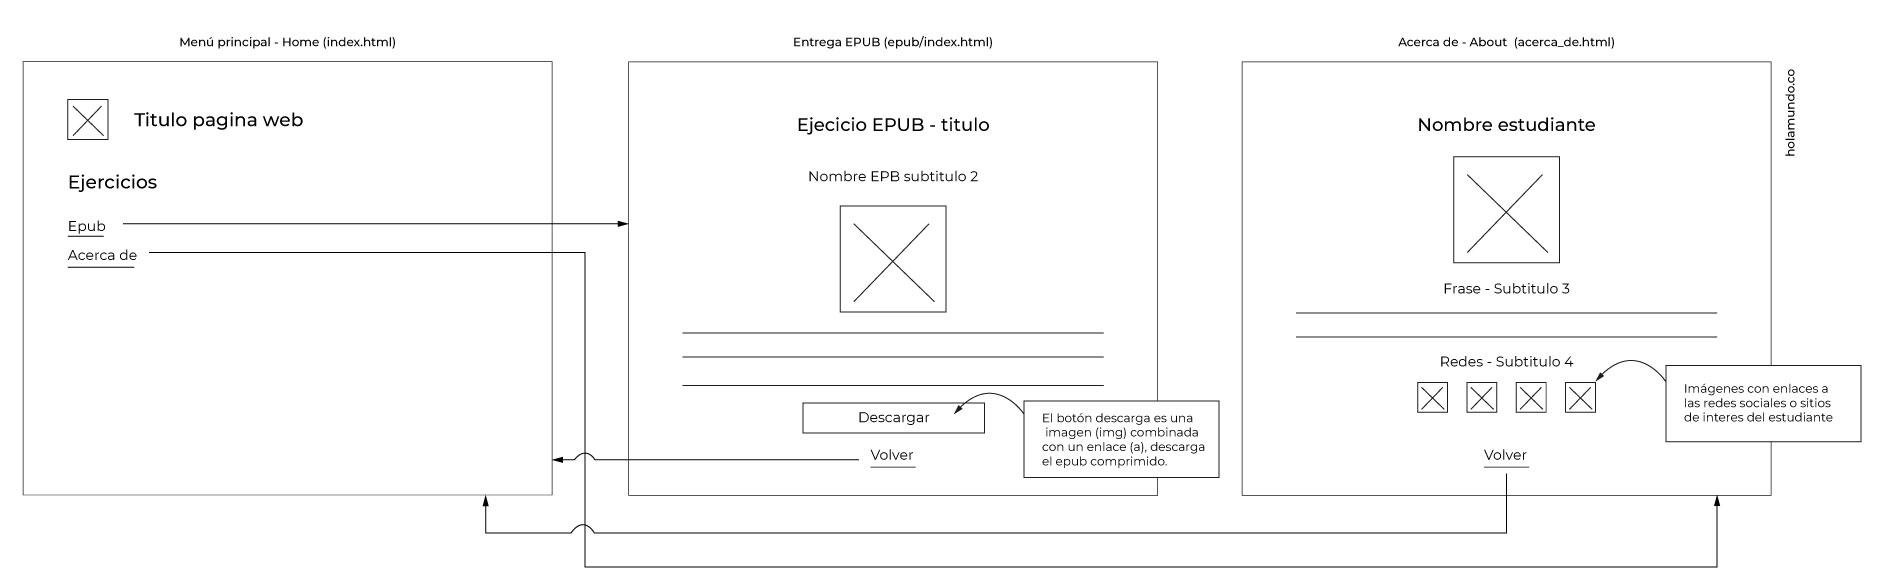 Menú principal - Home (index.html)
Titulo pagina web
Ejercicios
Epub
Acerca de
Entrega EPUB (epub/index.html)
Ejecicio EPUB - titulo
Nombre EPB subtitulo 2
Descargar
El botón descarga es una
imagen (img) combinada
con un enlace (a), descarga
el epub comprimido.
Volver
Acerca de - About (acerca_de.html)
holamundo.co
Nombre estudiante
Frase - Subtitulo 3
Redes - Subtitulo 4
Imágenes con enlaces a
las redes sociales o sitios
de interes del estudiante
Volver